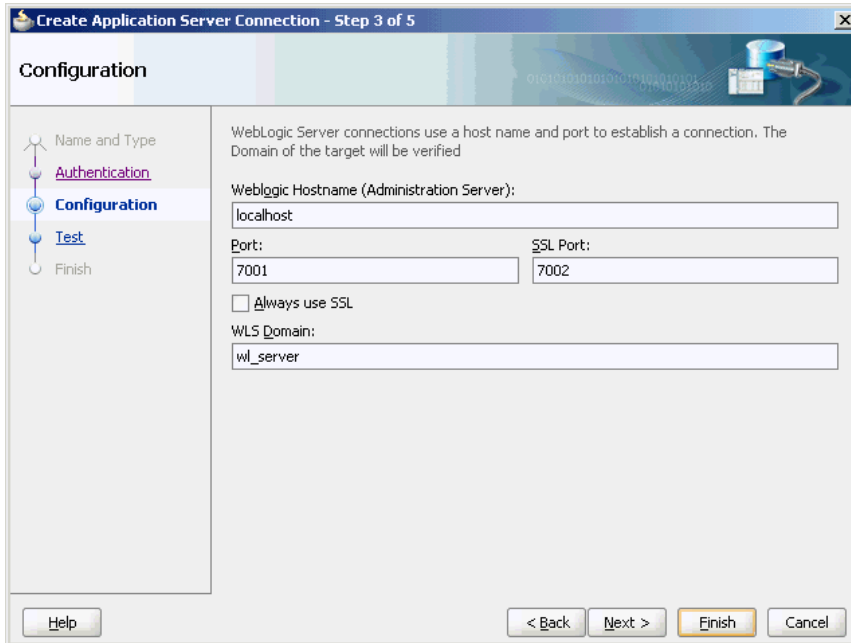 Create Application Server Connection - Step 3 of 5
Configuration
Name and Type
Authentication
Configuration
Test
Finish
WebLogic Server connections use a host name and port to establish a connection. The
Domain of the target will be verified
Weblogic Hostname (Administration Server):
localhost
Port:
SSL Port:
7001
7002
Always use SSL
WLS Domain:
wl_server
Help
< Back
Next >
Finish
Cancel